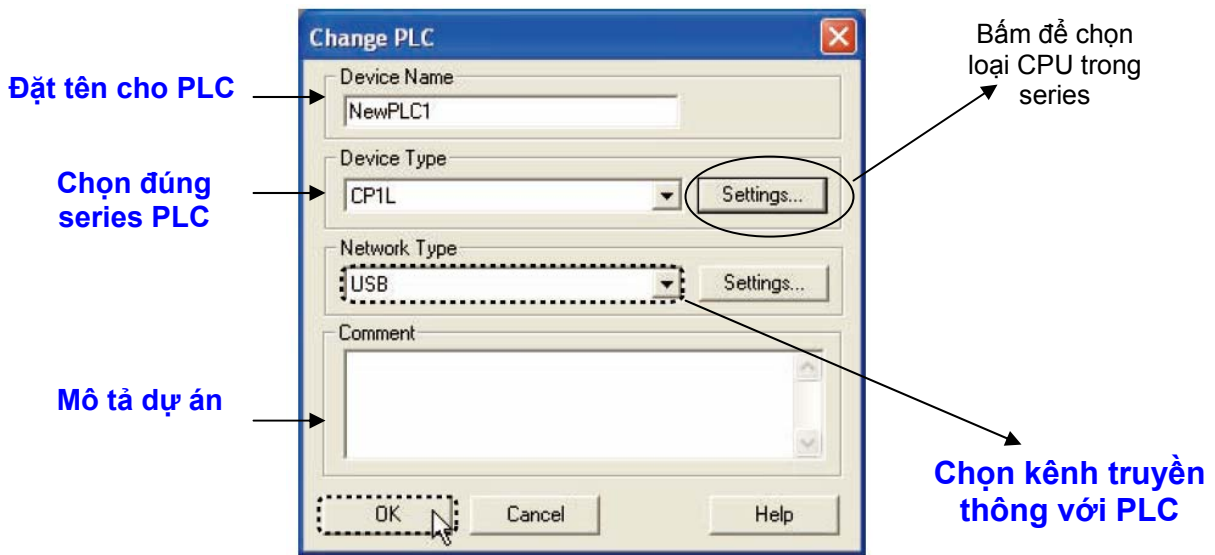 Change PLC
Bấm để chọn
loại CPU trong
series
Device Name
Đặt tên cho PLC
NewPLC1
Device Type
Chọn đúng
series PLC
CP1L
Settings...
Network Type
USB
Settings...
Comment
Mô tả dự án
Chọn kênh truyền
thông với PLC
OK
Cancel
Help